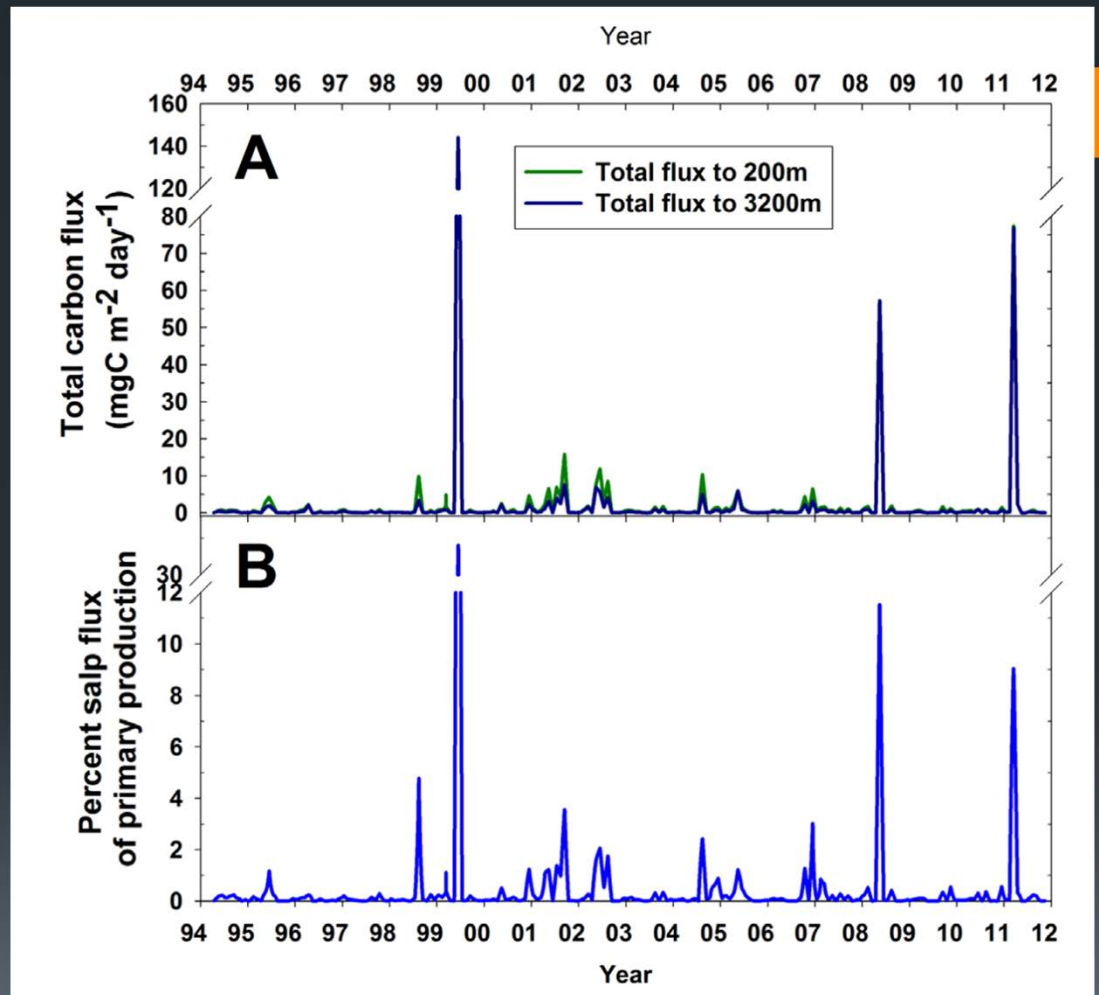 Year
94 95 96 97 98 99 00 01 02 03 04 05 06 07 08 09 10 11 12
160
140
120
80
70
60
50
40
30
20
10
0
A
Total flux to 200m
Total flux to 3200m
Total carbon flux
(mgC m-2 day-1)
B
30
12
10
8
6
4
2
0
Percent salp flux
of primary production
94 95 96 97 98 99 00 01 02 03 04 05 06 07 08 09 10 11 12
Year